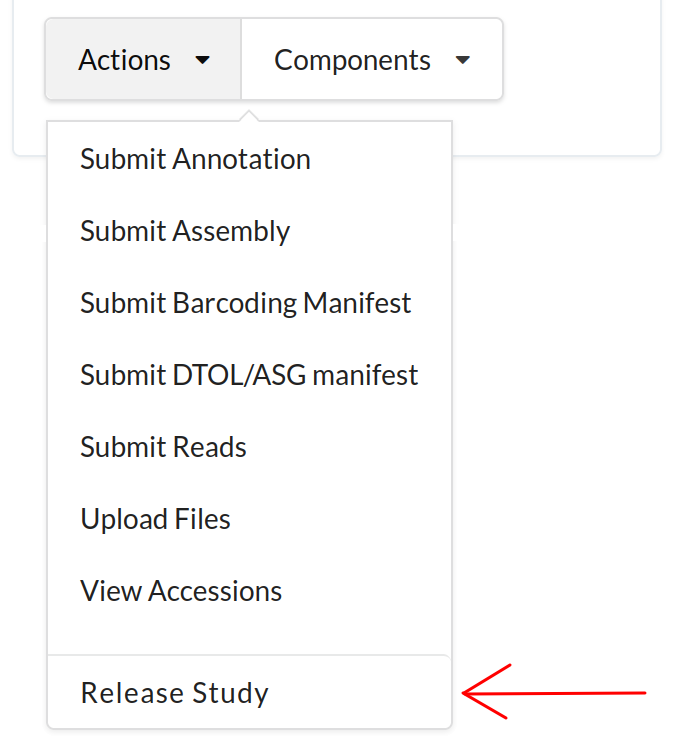 Actions
Components
Submit Annotation
Submit Assembly
Submit Barcoding Manifest
Submit DTOL/ASG manifest
Submit Reads
Upload Files
View Accessions
Release Study